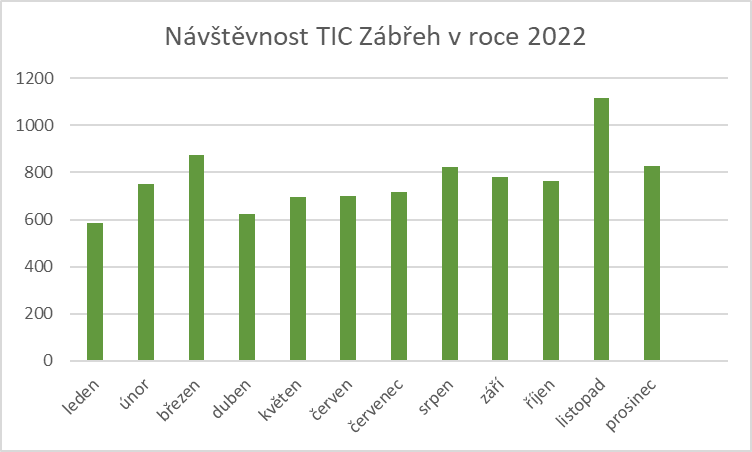 Návštěvnost TIC Zábřeh v roce 2022
1200
1000
800
600
400
200
0
leden
únor
březen
duben
květen
červen
červenec
srpen
září
říjen
listopad
prosinec